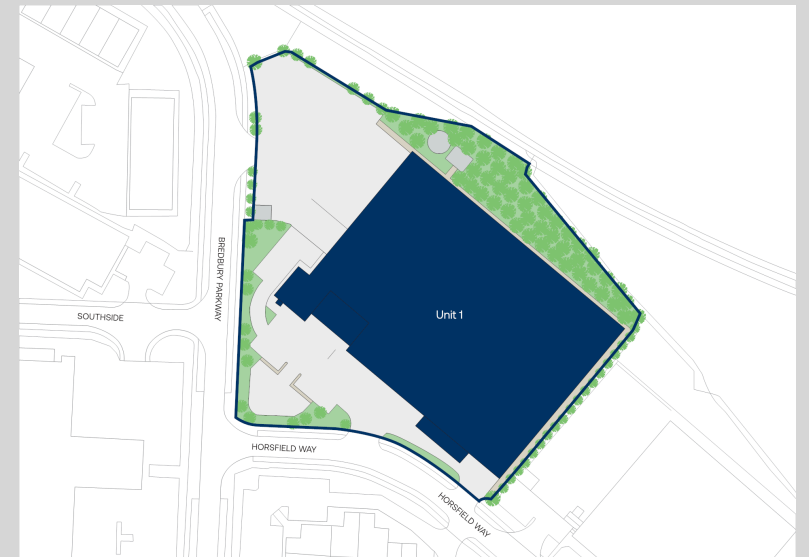 BREDBURY PARKWAY
Unit 1
SOUTHSIDE
HORSFIELD WAY
HORSFIELD WAY